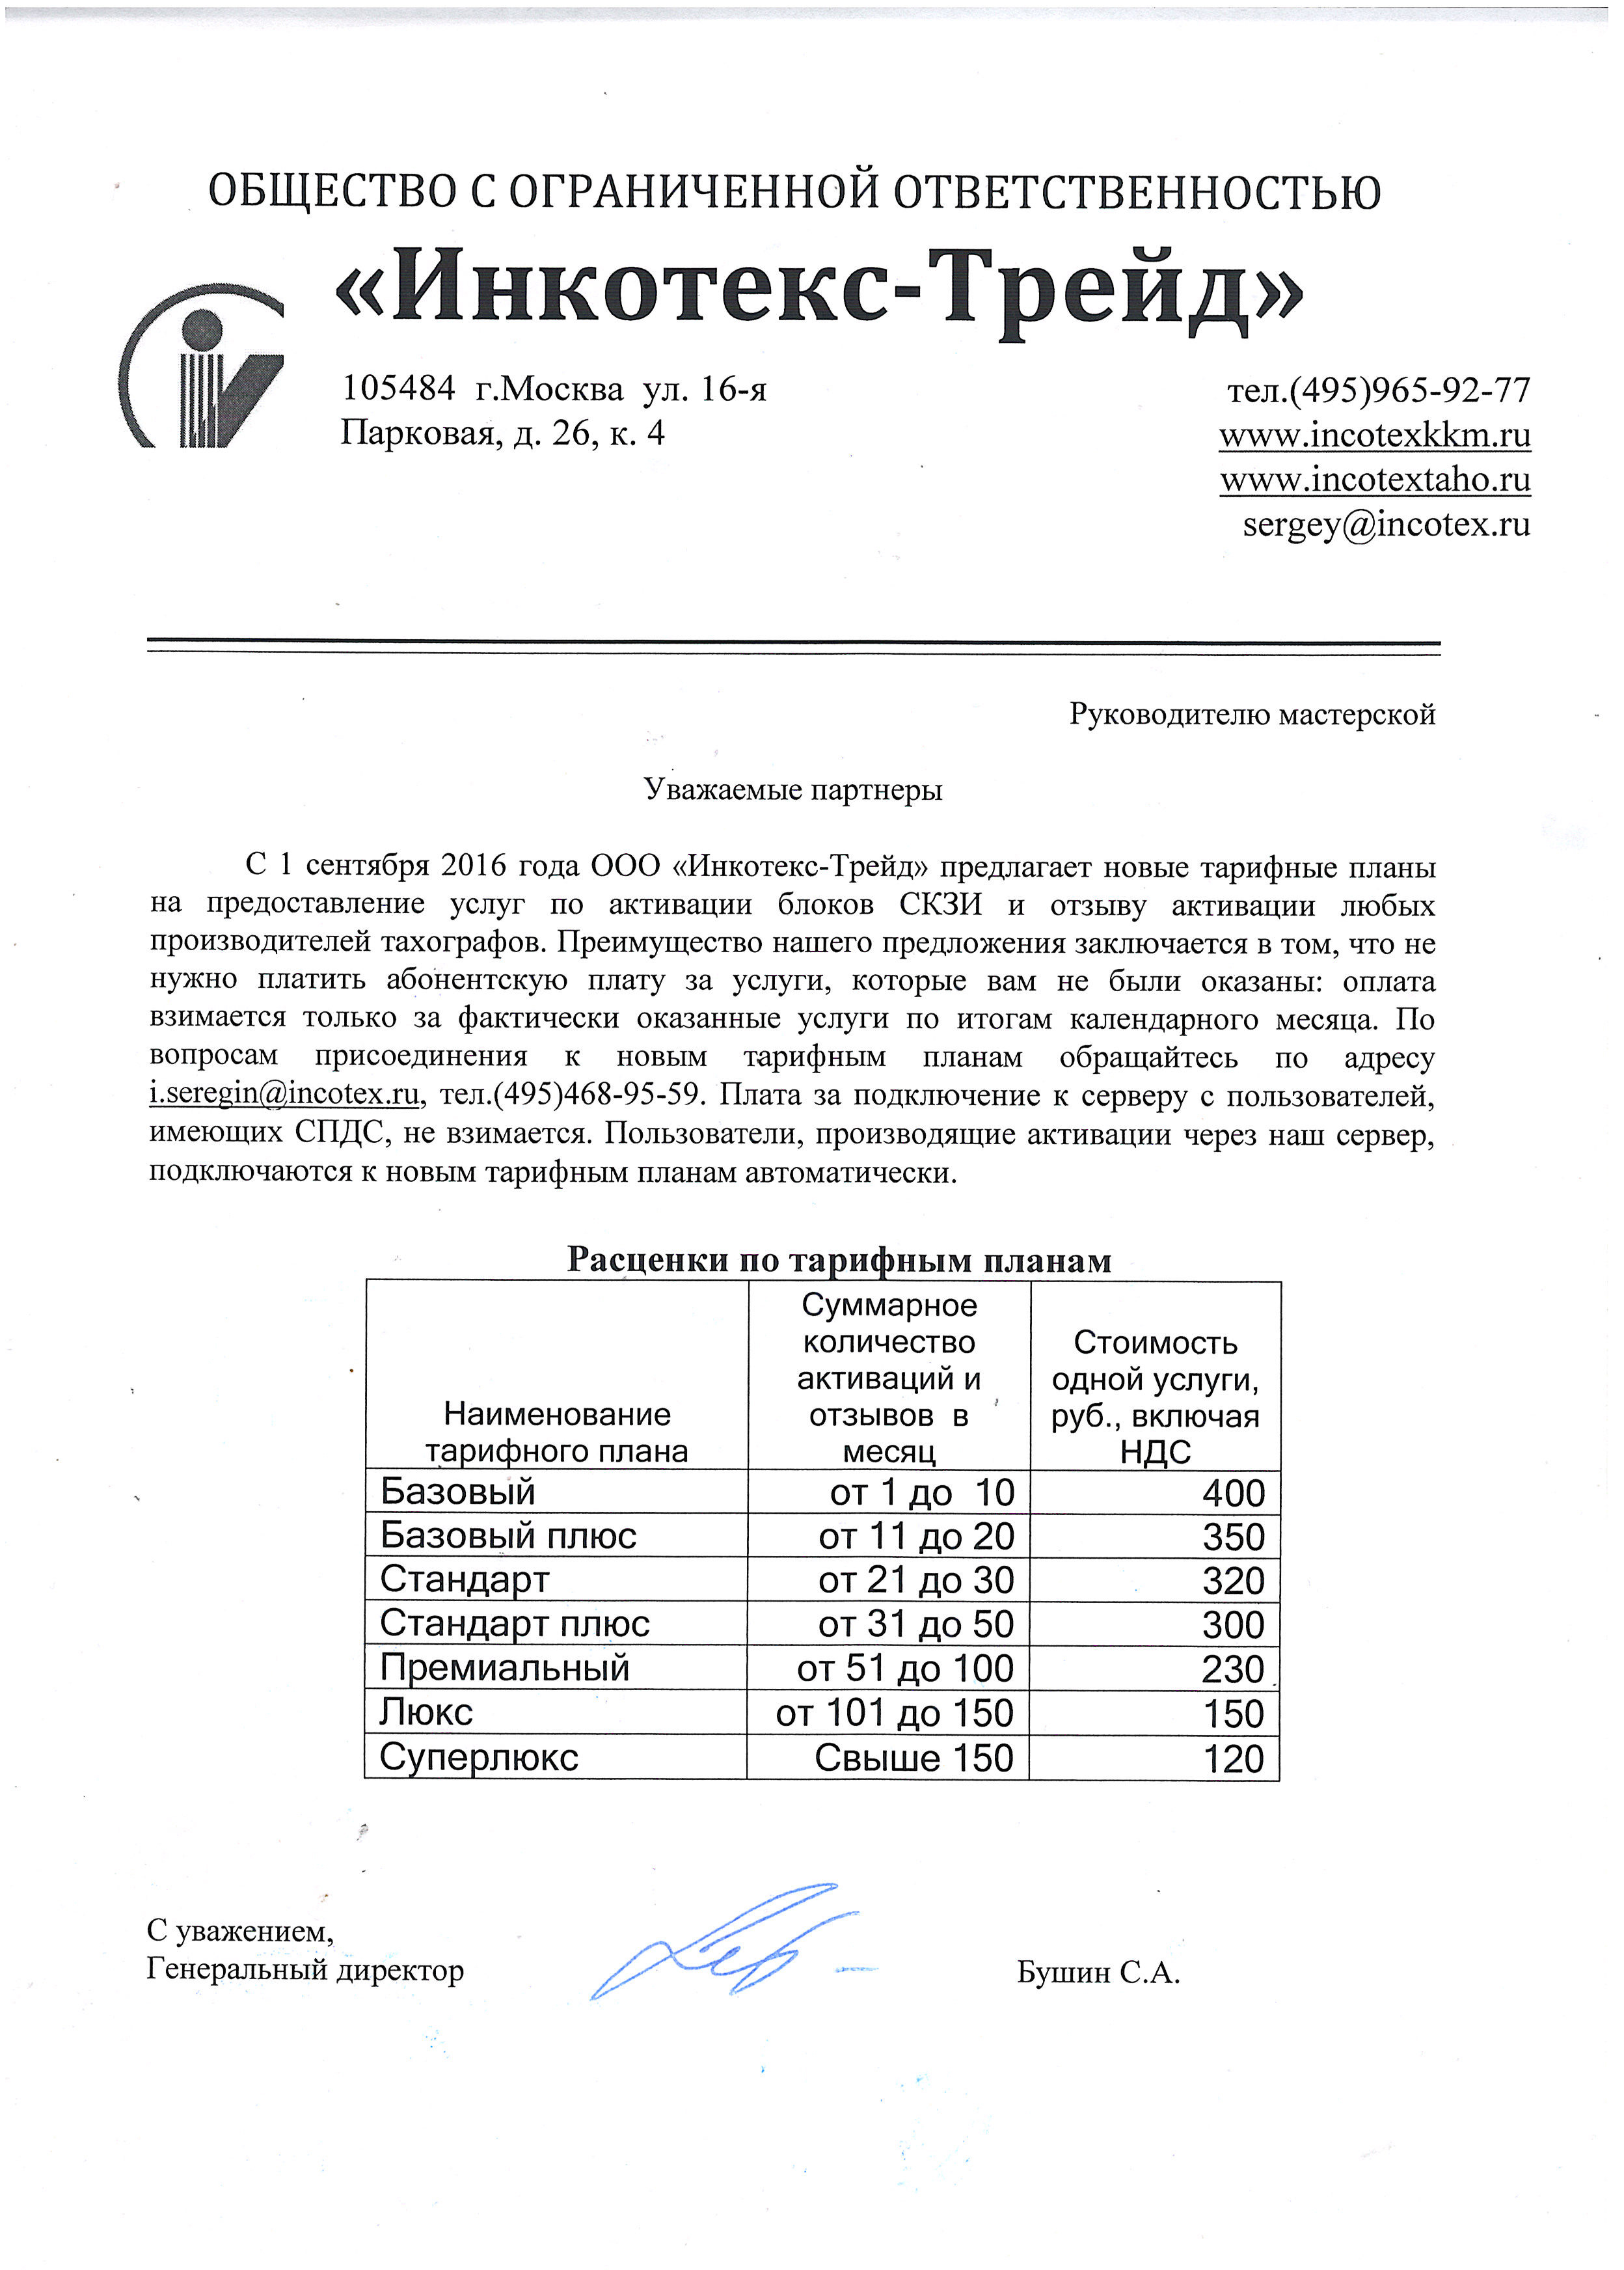 ОБЩЕСТВО С ОГРАНИЧЕННОЙ ОТВЕТСТВЕННОСТЬЮ
«Инкотекс-Трейд»
105484 г.Москва ул. 16-я
Парковая, д. 26, к. 4
тел.(495)965-92-77
www.incotexkkm.ru
www.incotextaho.ru
sergey@incotex.ru
Руководителю мастерской
Уважаемые партнеры
С 1 сентября 2016 года ООО «Инкотекс-Трейд» предлагает новые тарифные планы
на предоставление услуг по активации блоков СКЗИ и отзыву активации любых
производителей тахографов. Преимущество нашего предложения заключается в том, что не
нужно платить абонентскую плату за услуги, которые вам не были оказаны: оплата
взимается только за фактически оказанные услуги по итогам календарного месяца. По
вопросам присоединения к новым тарифным планам обращайтесь по адресу
i.seregin@incotex.ru, тел.(495)468-95-59. Плата за подключение к серверу с пользователей,
имеющих СПДС, не взимается. Пользователи, производящие активации через наш сервер,
подключаются к новым тарифным планам автоматически.
Расценки по тарифным планам
Наименование
тарифного плана
Суммарное
количество
активаций и
отзывов в
месяц
Стоимость
одной услуги,
руб., включая
НДС
Базовый от 1 до 10 400
Базовый плюс от 11 до 20 350
Стандарт от 21 до 30 320
Стандарт плюс от 31 до 50 300
Премиальный от 51 до 100 230
Люкс от 101 до 150 150
Суперлюкс Свыше 150 120
С уважением,
Генеральный директор Бушин С.А.